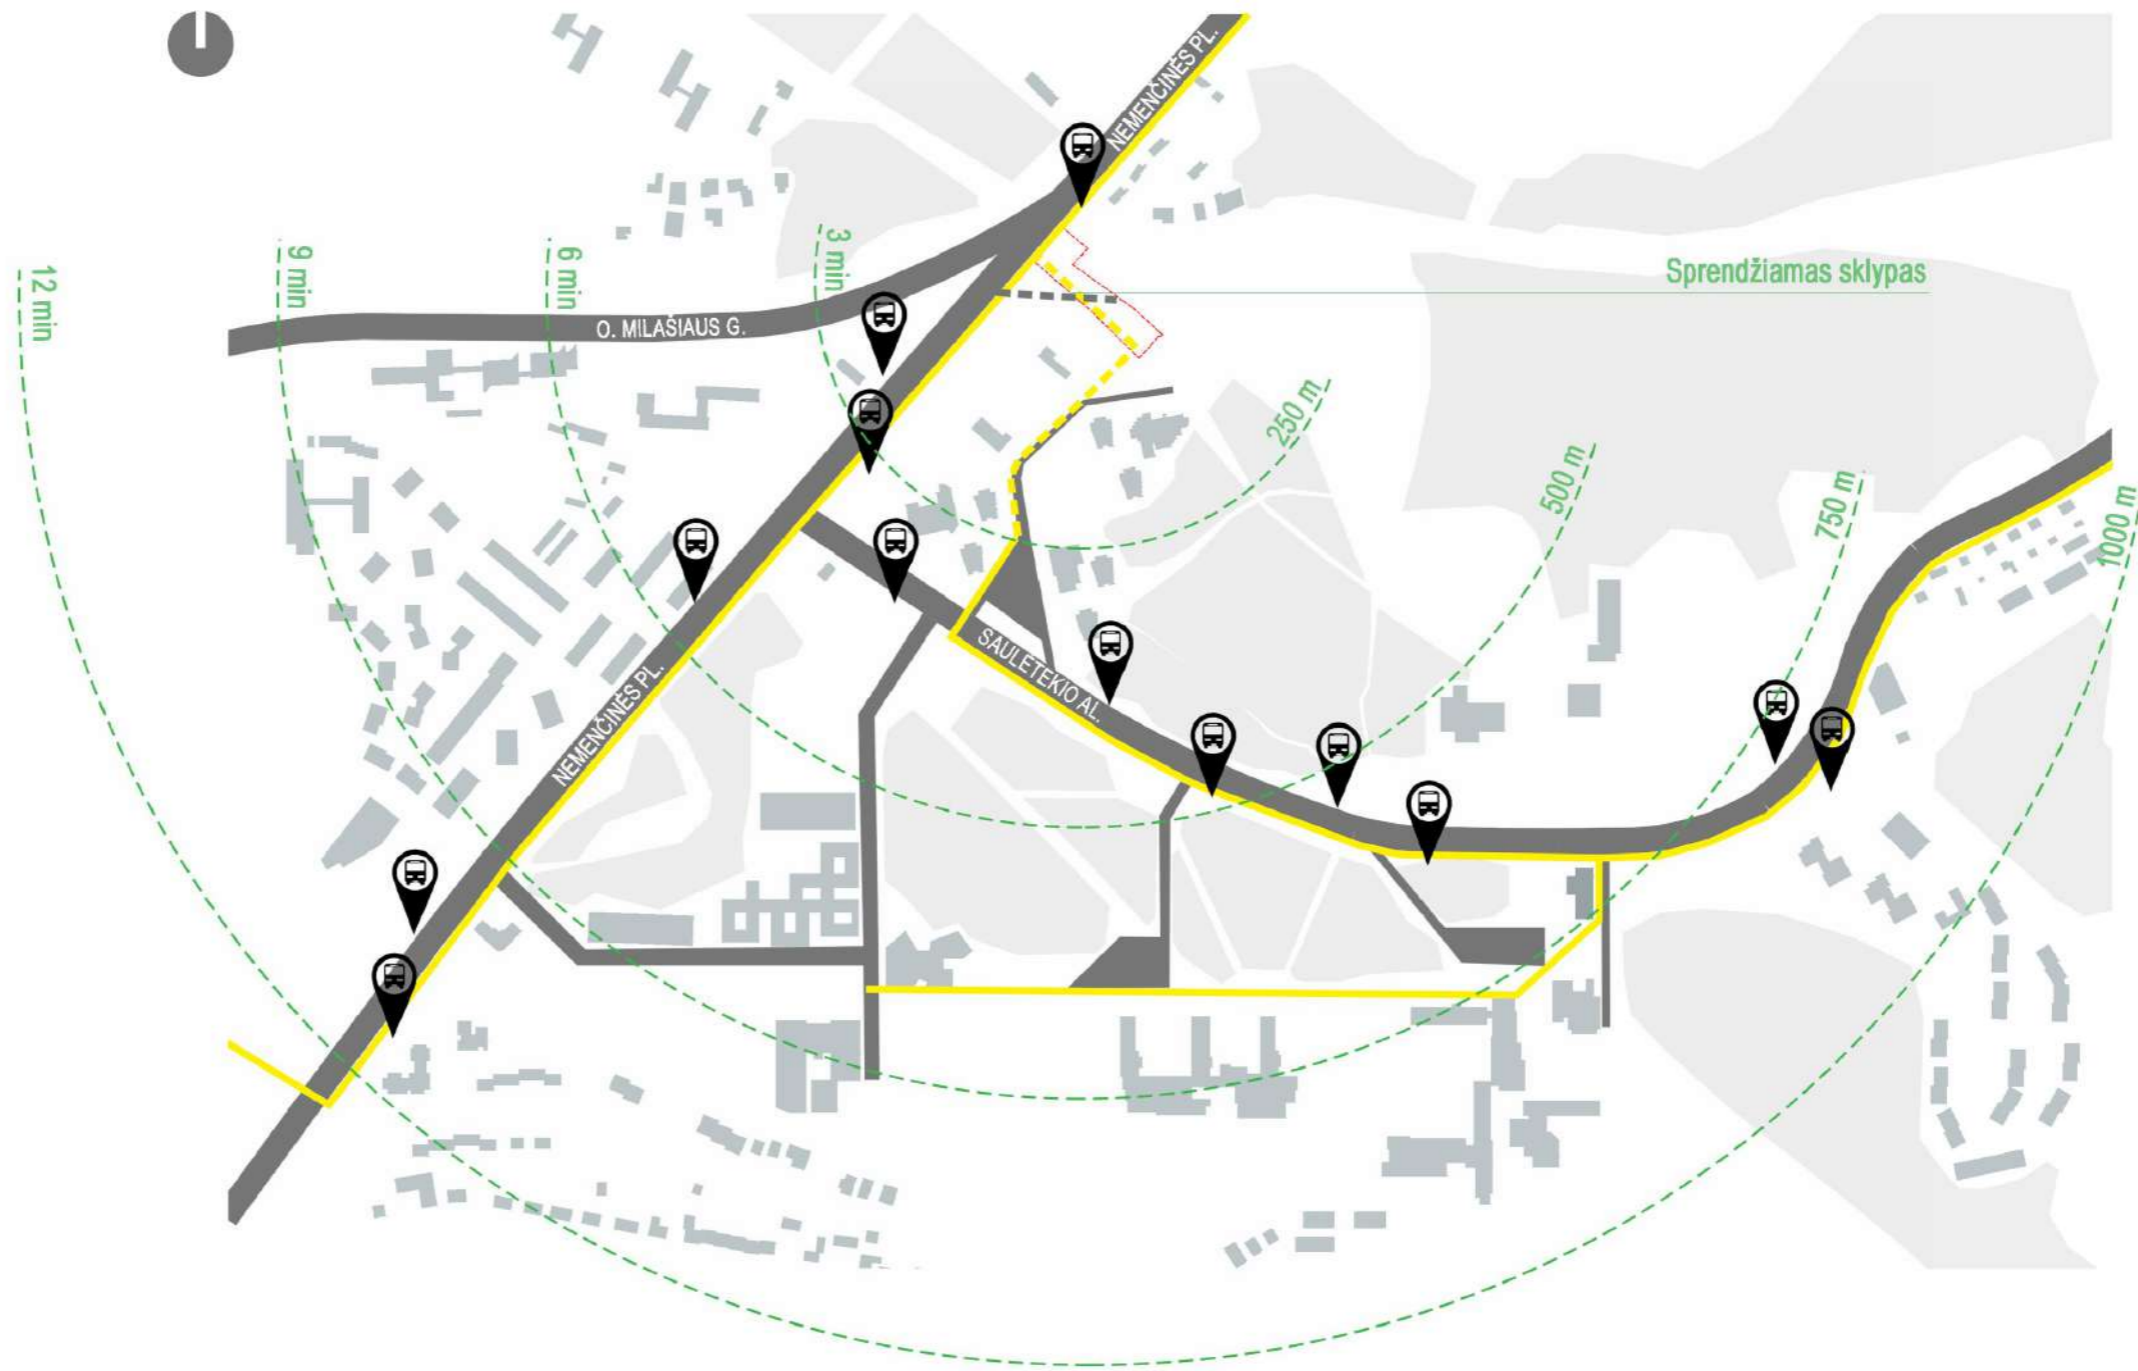 NEMENČINĖS PL.
Sprendžiamas sklypas
3 min
6 min
9 min
12 min
O. MILAŠIAUS G.
250 m
500 m
750 m
1000 m
SAULĖTEKIO AL.
NEMENČINĖS PL.